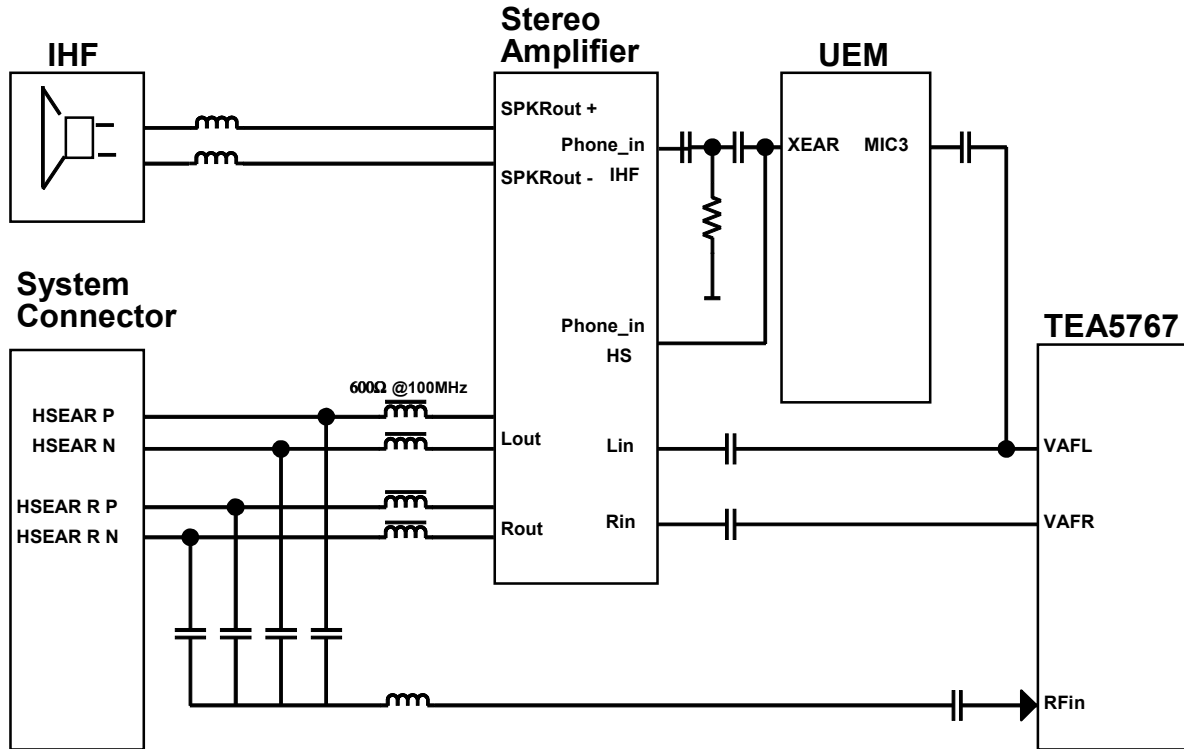 Stereo
Amplifier
IHF
UEM
SPKRout +
Phone_in
IHF
SPKRout -
XEAR
MIC3
System
Connector
Phone_in
HS
TEA5767
600Ω @100MHz
HSEAR P
HSEAR N
Lout
Lin
VAFL
HSEAR R P
HSEAR R N
Rout
Rin
VAFR
RFin